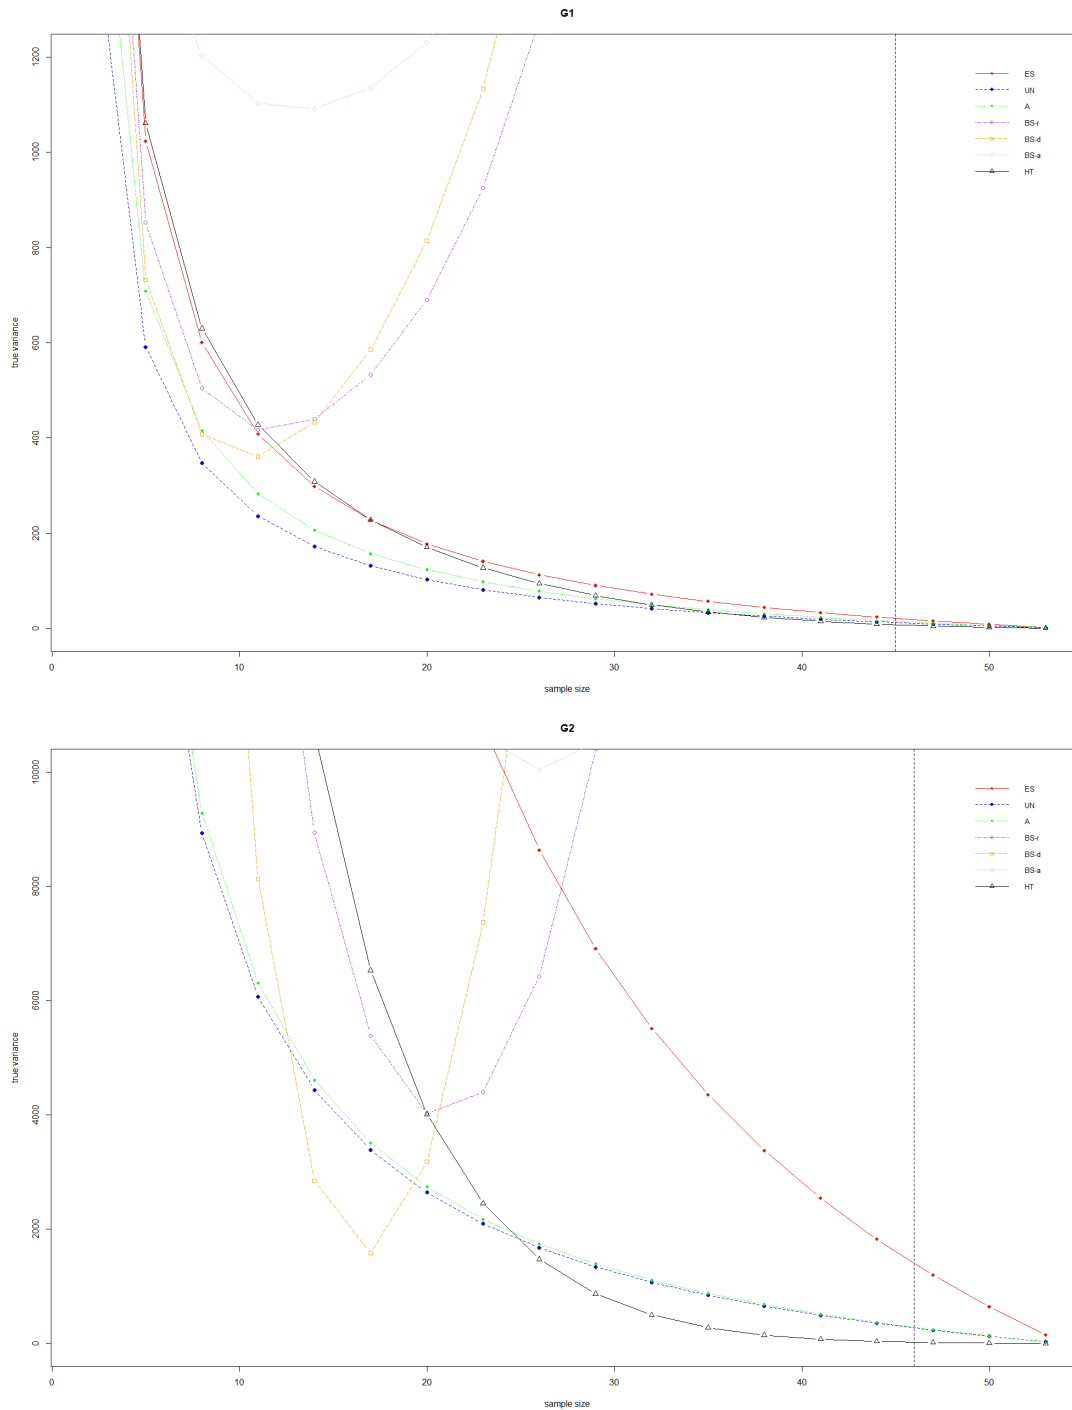 G1
1200
1000
800
600
400
200
0
true variance
ES
UN
A
BS-r
BS-d
BS-a
HT
0 10 20 30 40 50
sample size
G2
10000
8000
6000
4000
2000
0
true variance
ES
UN
A
BS-r
BS-d
BS-a
HT
0 10 20 30 40 50
sample size